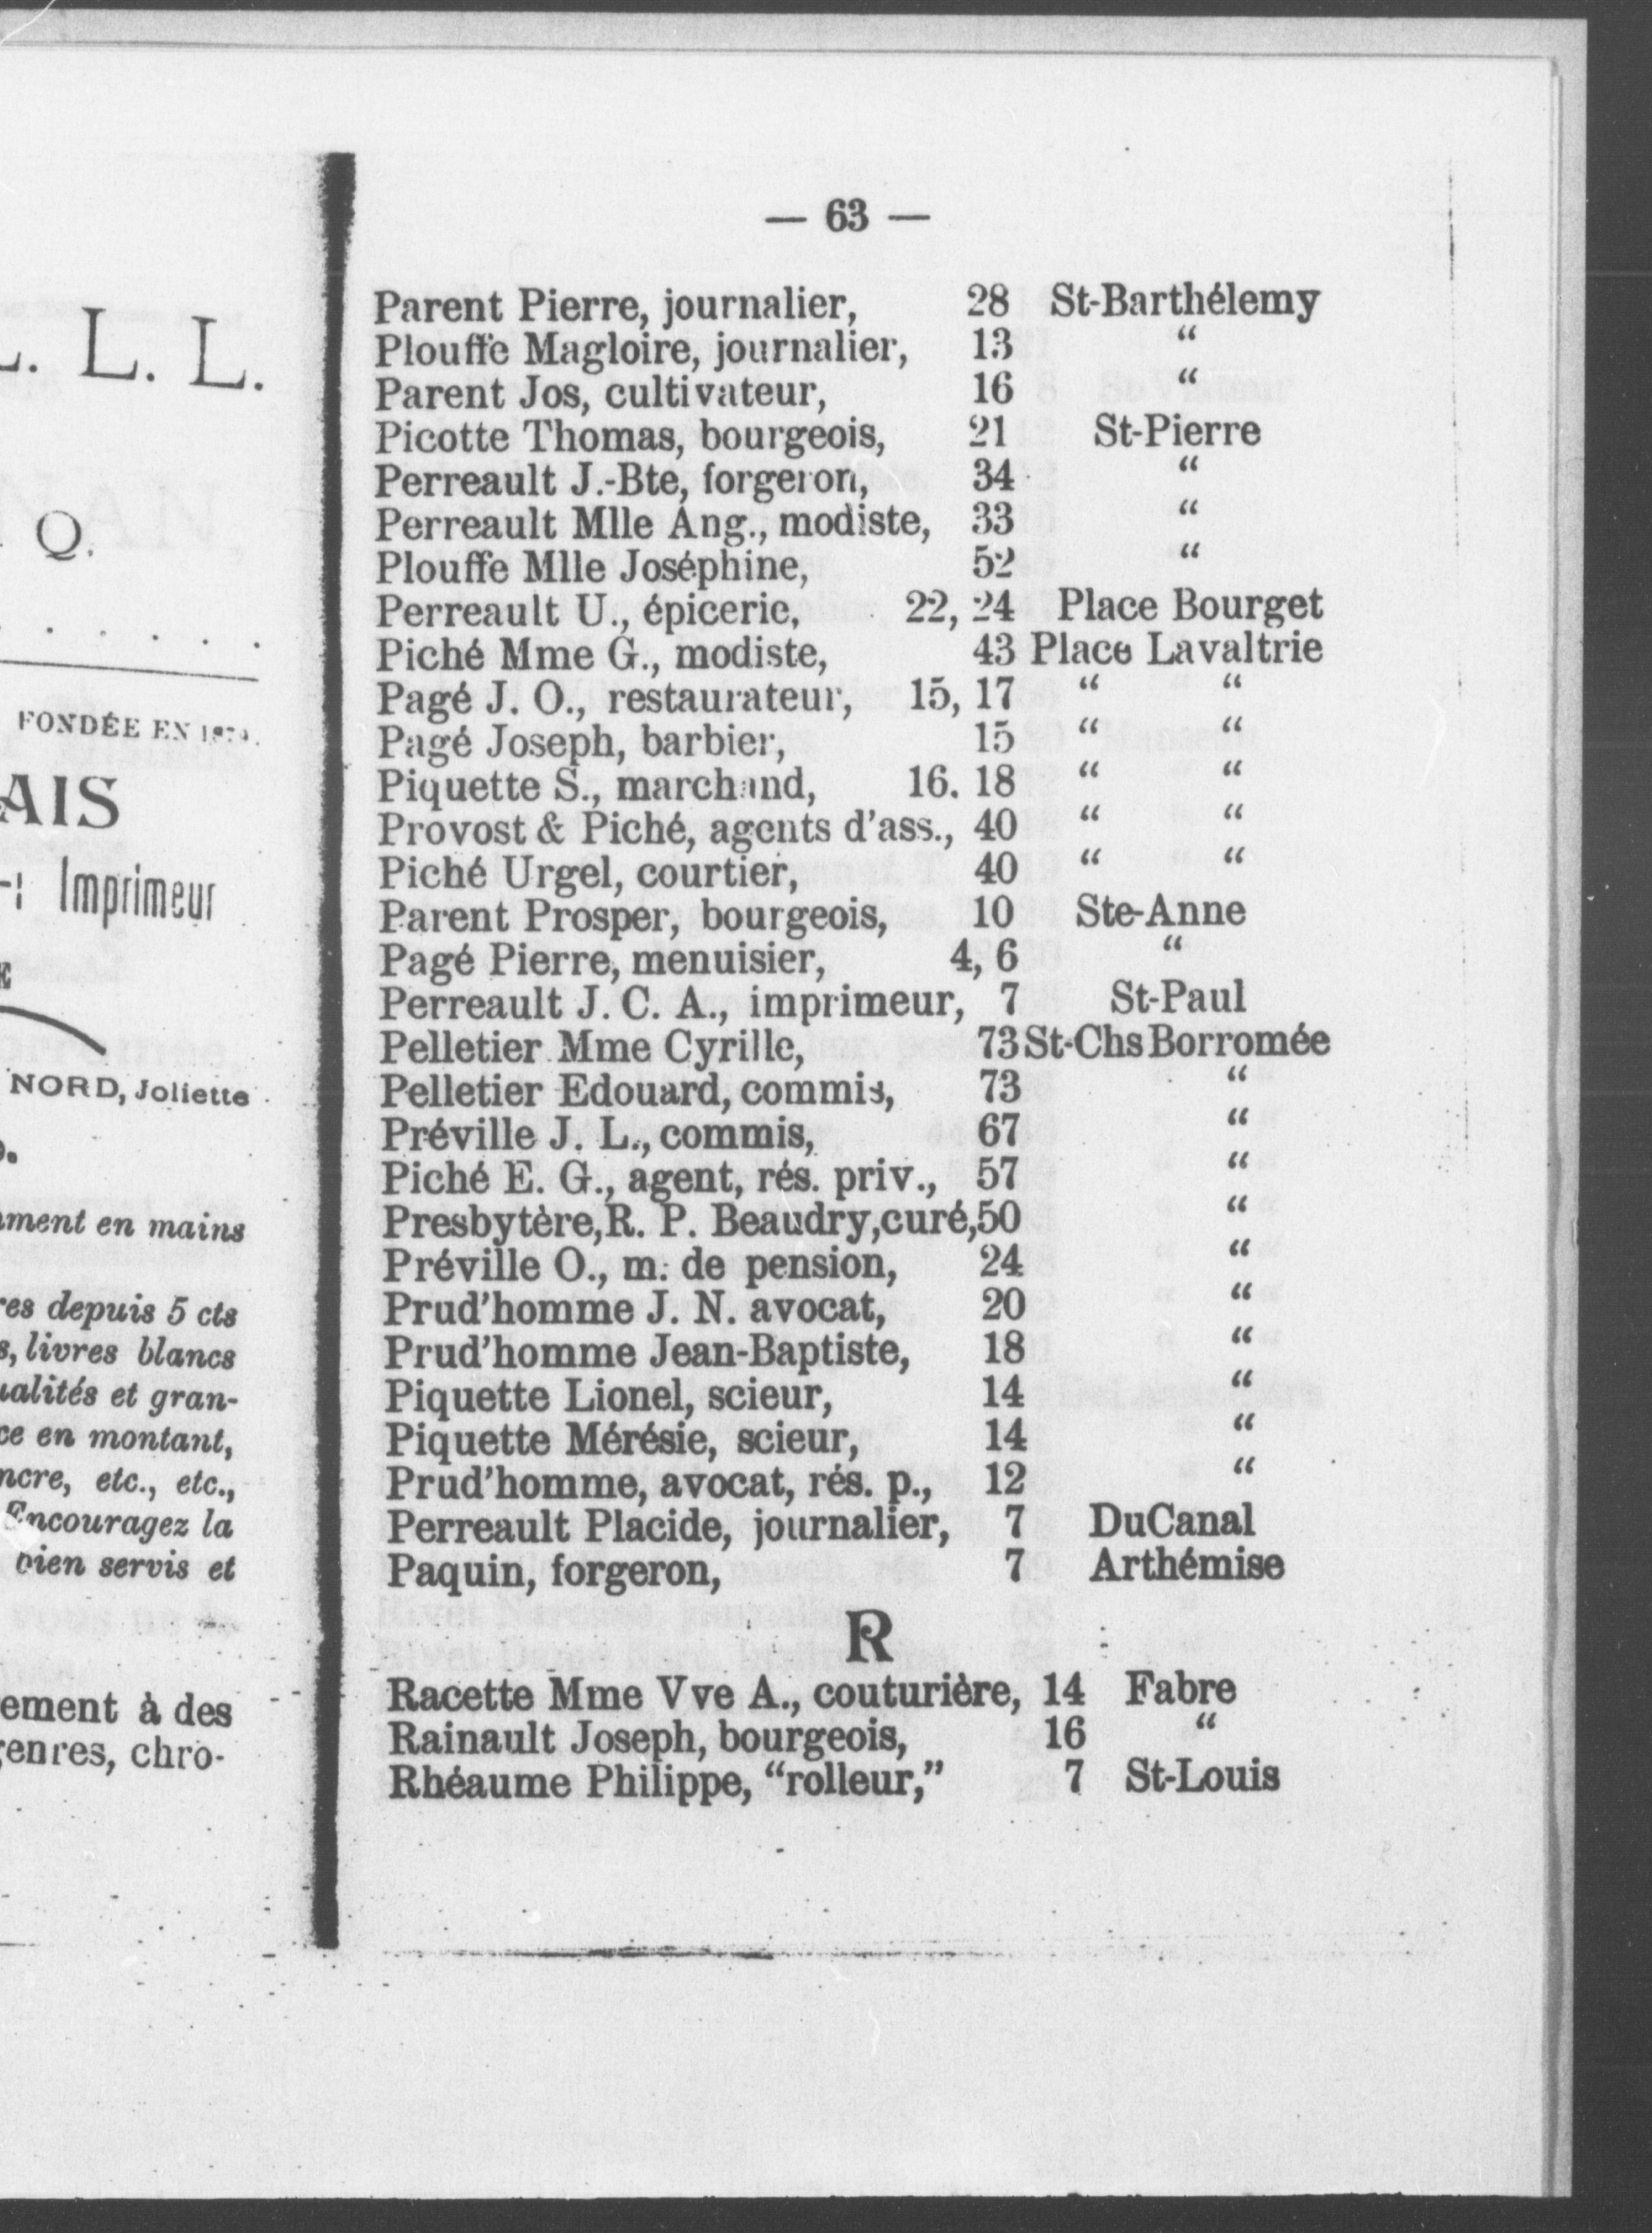 L. L. L.
Q.
FONDÉE EN 1879.
AIS
Imprimeur
NORD, Joliette
en mains
depuis 5 cts
livres blancs
et gran-
en montant,
etc., etc.,
Encouragez la
bien servis et
à des
chro-
— 63 —
Parent Pierre, journalier, 28 St-Barthélemy
Plouffe Magloire, journalier, 13 “
Parent Jos, cultivateur, 16 “
Picotte Thomas, bourgeois, 21 St-Pierre
Perreault J.-Bte, forgeron, 34 “
Perreault Mlle Ang., modiste, 33 “
Plouffe Mlle Joséphine, 52 “
Perreault U., épicerie, 22, 24 Place Bourget
Piché Mme G., modiste, 43 Place Lavaltrie
Pagé J. O., restaurateur, 15, 17 “ “
Pagé Joseph, barbier, 15 “ “
Piquette S., marchand, 16. 18 “ “
Provost & Piché, agents d'ass., 40 “ “
Piché Urgel, courtier, 40 “ “
Parent Prosper, bourgeois, 10 Ste-Anne
Pagé Pierre, menuisier, 4, 6 “
Perreault J. C. A., imprimeur, 7 St-Paul
Pelletier Mme Cyrille, 73 St-Chs Borromée
Pelletier Edouard, commis, 73 “
Préville J. L., commis, 67 “
Piché E. G., agent, rés. priv., 57 “
Presbytère, R. P. Beaudry, curé, 50 “
Préville O., m. de pension, 24 “
Prud'homme J. N. avocat, 20 “
Prud'homme Jean-Baptiste, 18 “
Piquette Lionel, scieur, 14 “
Piquette Mérésie, scieur, 14 “
Prud'homme, avocat, rés. p., 12 “
Perreault Placide, journalier, 7 DuCanal
Paquin, forgeron, 7 Arthémise
R
Racette Mme Vve A., couturière, 14 Fabre
Rainault Joseph, bourgeois, 16 “
Rhéaume Philippe, “rolleur,” 7 St-Louis